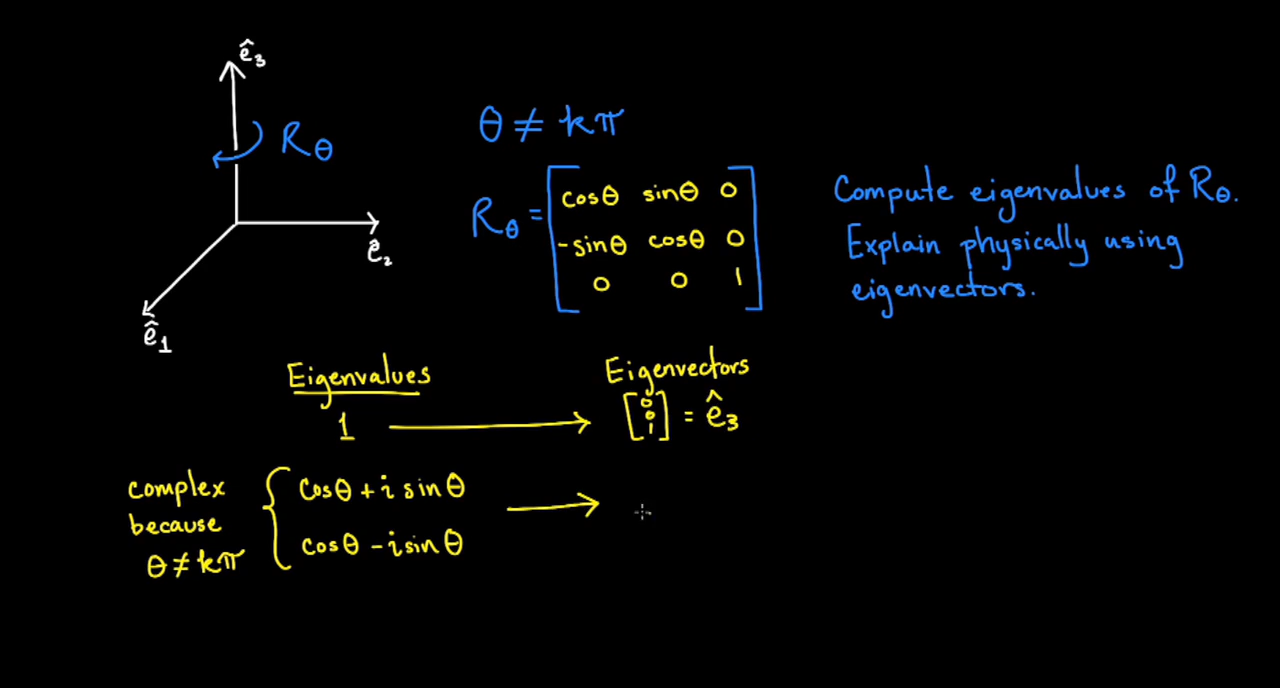 ê₃
R_θ
ê₂
ê₁
θ ≠ kπ
R_θ = [cosθ sinθ 0
-sinθ cosθ 0
0 0 1]
Compute eigenvalues of R_θ.
Explain physically using
eigenvectors.
Eigenvalues
Eigenvectors
1 → [0 0 1] = ê₃
complex
because
θ ≠ kπ
{ cosθ + i sinθ →
cosθ - i sinθ